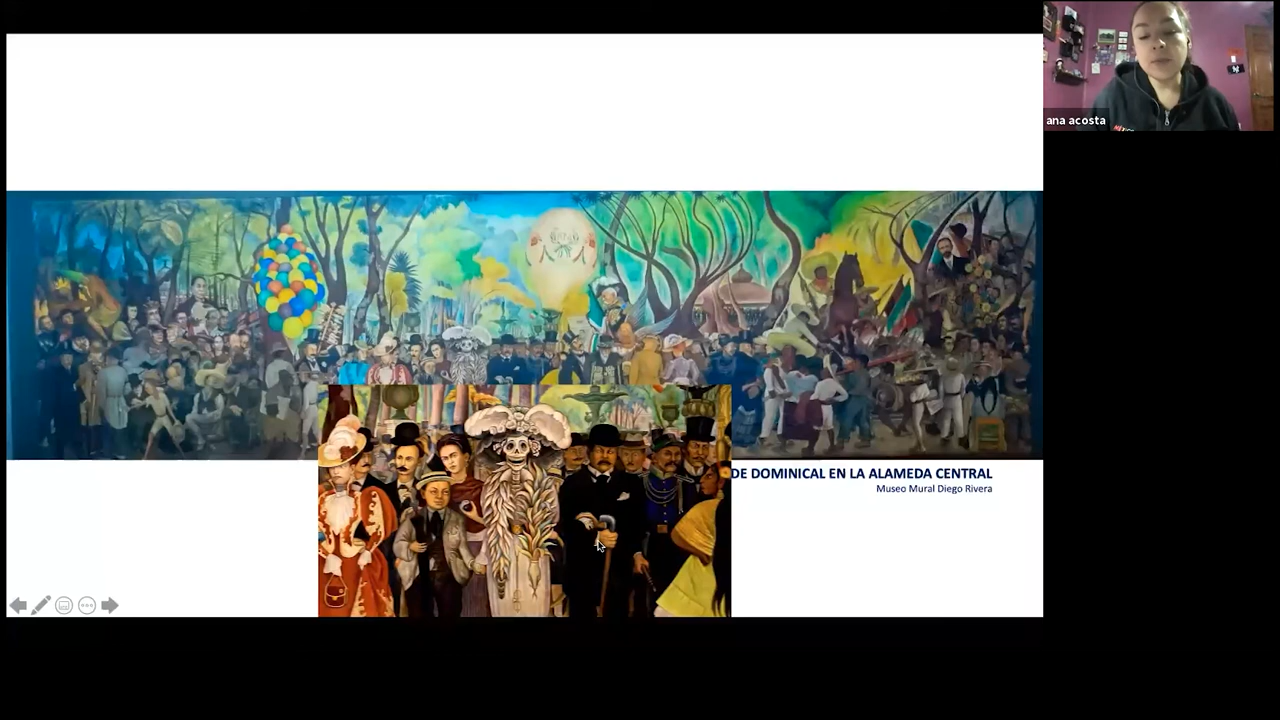 ana acosta
DE DOMINICAL EN LA ALAMEDA CENTRAL
Museo Mural Diego Rivera